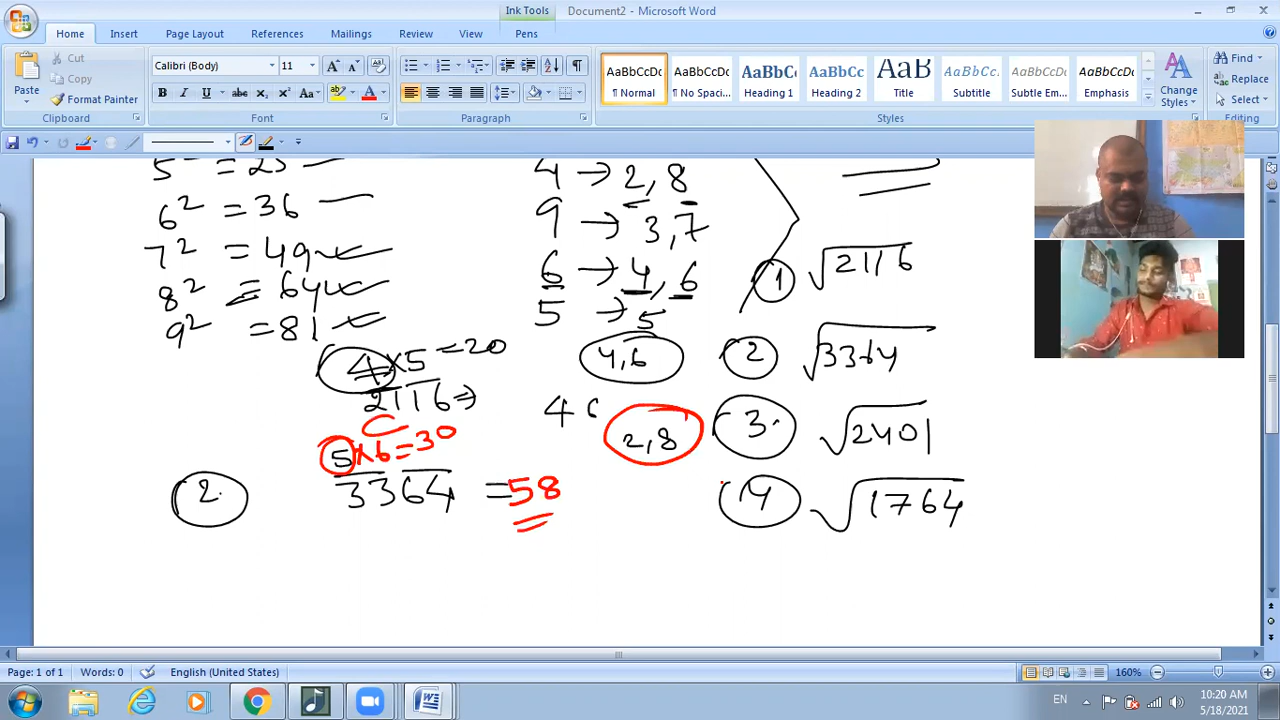 Ink Tools Document2 - Microsoft Word
Home Insert Page Layout References Mailings Review View Pens
Paste Cut Copy Format Painter Clipboard
Calibri (Body) 11 Font
Paragraph
AaBbCcDc ¶ Normal AaBbCcDc ¶ No Spaci... AaBbCc Heading 1 AaBbCc Heading 2 AaB Title AaBbCc. Subtitle AaBbCcDc Subtle Em... AaBbCcDc Emphasis Change Styles Styles
Find Replace Select Editing
5² = 25
6² = 36
7² = 49
8² = 64
9² = 81
4 → 2, 8
9 → 3, 7
6 → 4, 6
5 → 5
4×5 = 20
2116 ⇒ 46
4,6
5×6=30
2,8
2. 3364 = 58
1 √2116
2 √3364
3. √2401
4 √1764
Page: 1 of 1 Words: 0 English (United States) 160%
EN 10:20 AM
5/18/2021